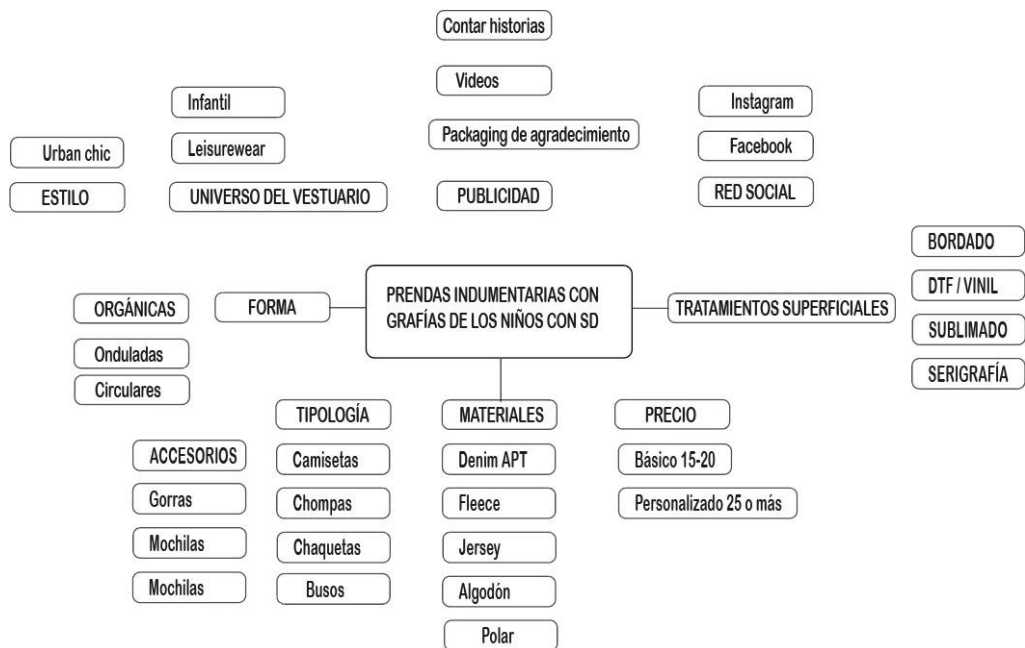 Contar historias
Videos
Packaging de agradecimiento
PUBLICIDAD
Infantil
Leisurewear
UNIVERSO DEL VESTUARIO
Urban chic
ESTILO
Instagram
Facebook
RED SOCIAL
PRENDAS INDUMENTARIAS CON
GRAFÍAS DE LOS NIÑOS CON SD
FORMA
ORGÁNICAS
Onduladas
Circulares
TRATAMIENTOS SUPERFICIALES
BORDADO
DTF / VINIL
SUBLIMADO
SERIGRAFÍA
ACCESORIOS
Gorras
Mochilas
Mochilas
TIPOLOGÍA
Camisetas
Chompas
Chaquetas
Busos
MATERIALES
Denim APT
Fleece
Jersey
Algodón
Polar
PRECIO
Básico 15-20
Personalizado 25 o más